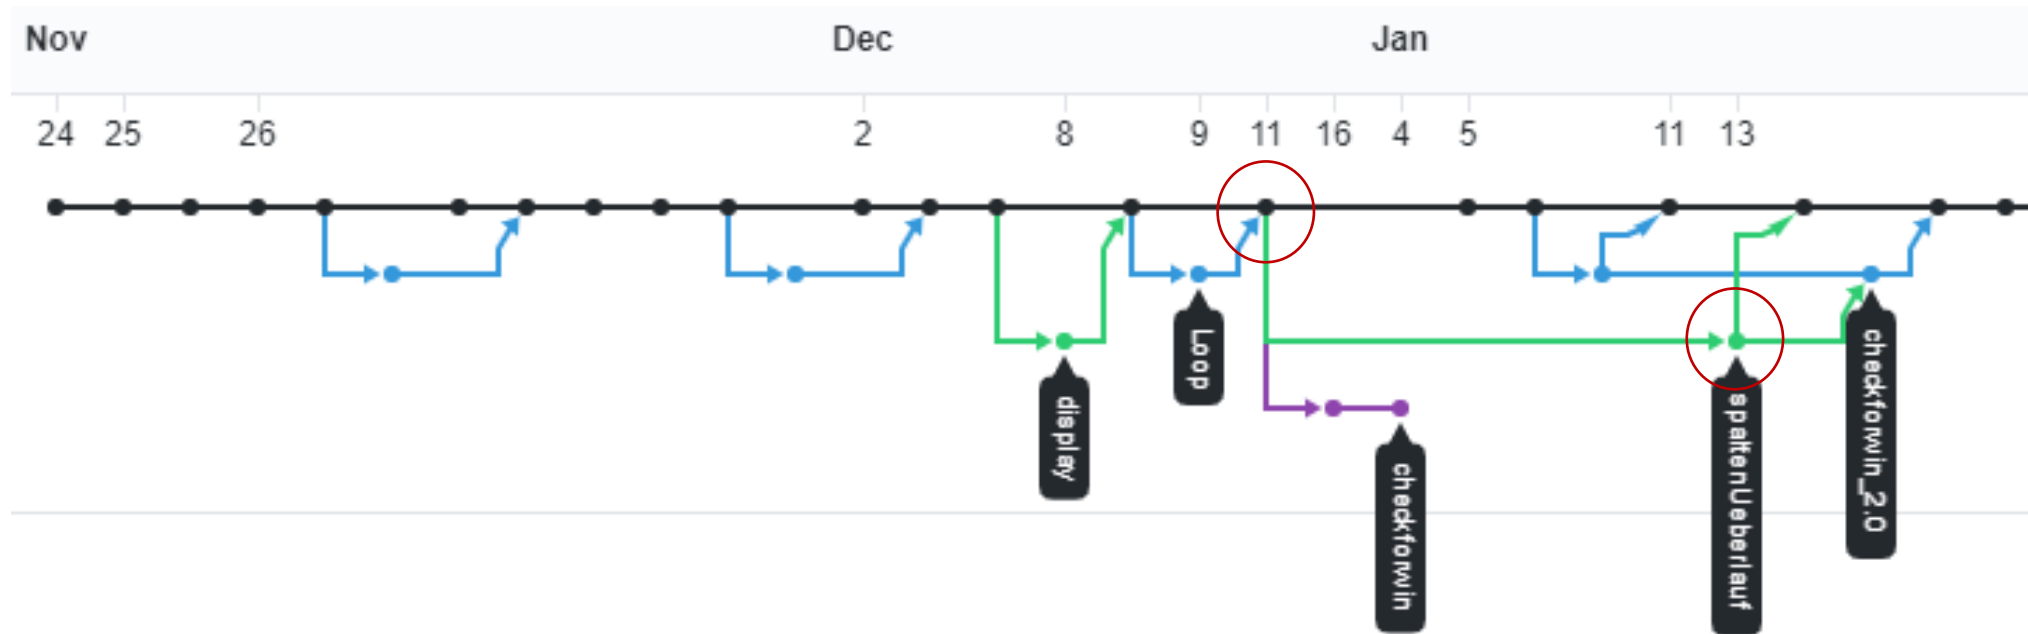 Nov Dec Jan
24 25 26 2 8 9 11 16 4 5 11 13
Loop
display
checkforwin
spaltenUeberlauf
checkforwin_2.0